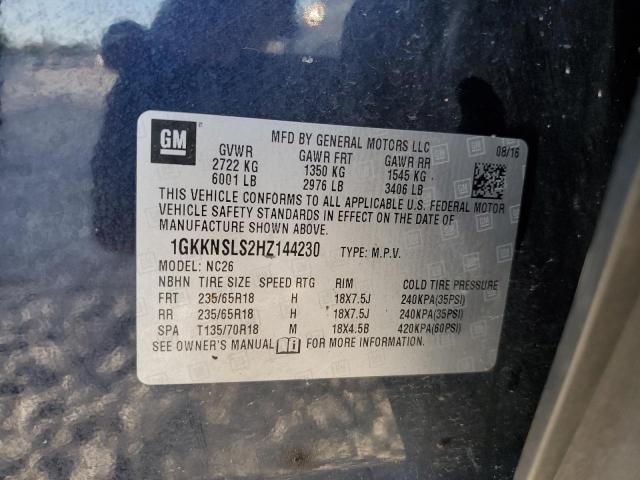 GM
MFD BY GENERAL MOTORS LLC
08/16
GVWR GAWR FRT GAWR RR
2722 KG 1350 KG 1545 KG
6001 LB 2976 LB 3406 LB
THIS VEHICLE CONFORMS TO ALL APPLICABLE U.S. FEDERAL MOTOR
VEHICLE SAFETY STANDARDS IN EFFECT ON THE DATE OF
MANUFACTURE SHOWN ABOVE.
1GKKNSLS2HZ144230 TYPE: M.P.V.
MODEL: NC26
NBHN TIRE SIZE SPEED RTG RIM COLD TIRE PRESSURE
FRT 235/65R18 H 18X7.5J 240KPA(35PSI)
RR 235/65R18 H 18X7.5J 240KPA(35PSI)
SPA T135/70R18 M 18X4.5B 420KPA(60PSI)
SEE OWNER'S MANUAL FOR MORE INFORMATION.